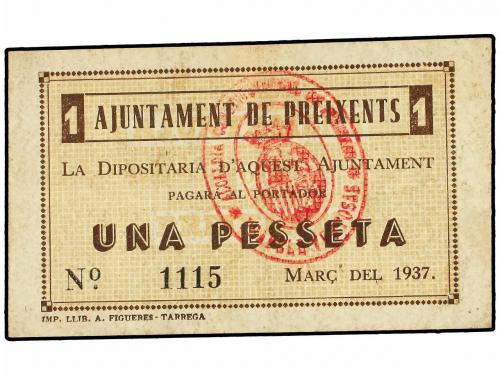 1 AJUNTAMENT DE PREIXENTS 1
LA DIPOSITARIA D'AQUEST AJUNTAMENT
PAGARÀ AL PORTADOR
UNA PESSETA
Nº 1115 MARÇ DEL 1937.
IMP. LLIB. A. FIGUERES - TARREGA